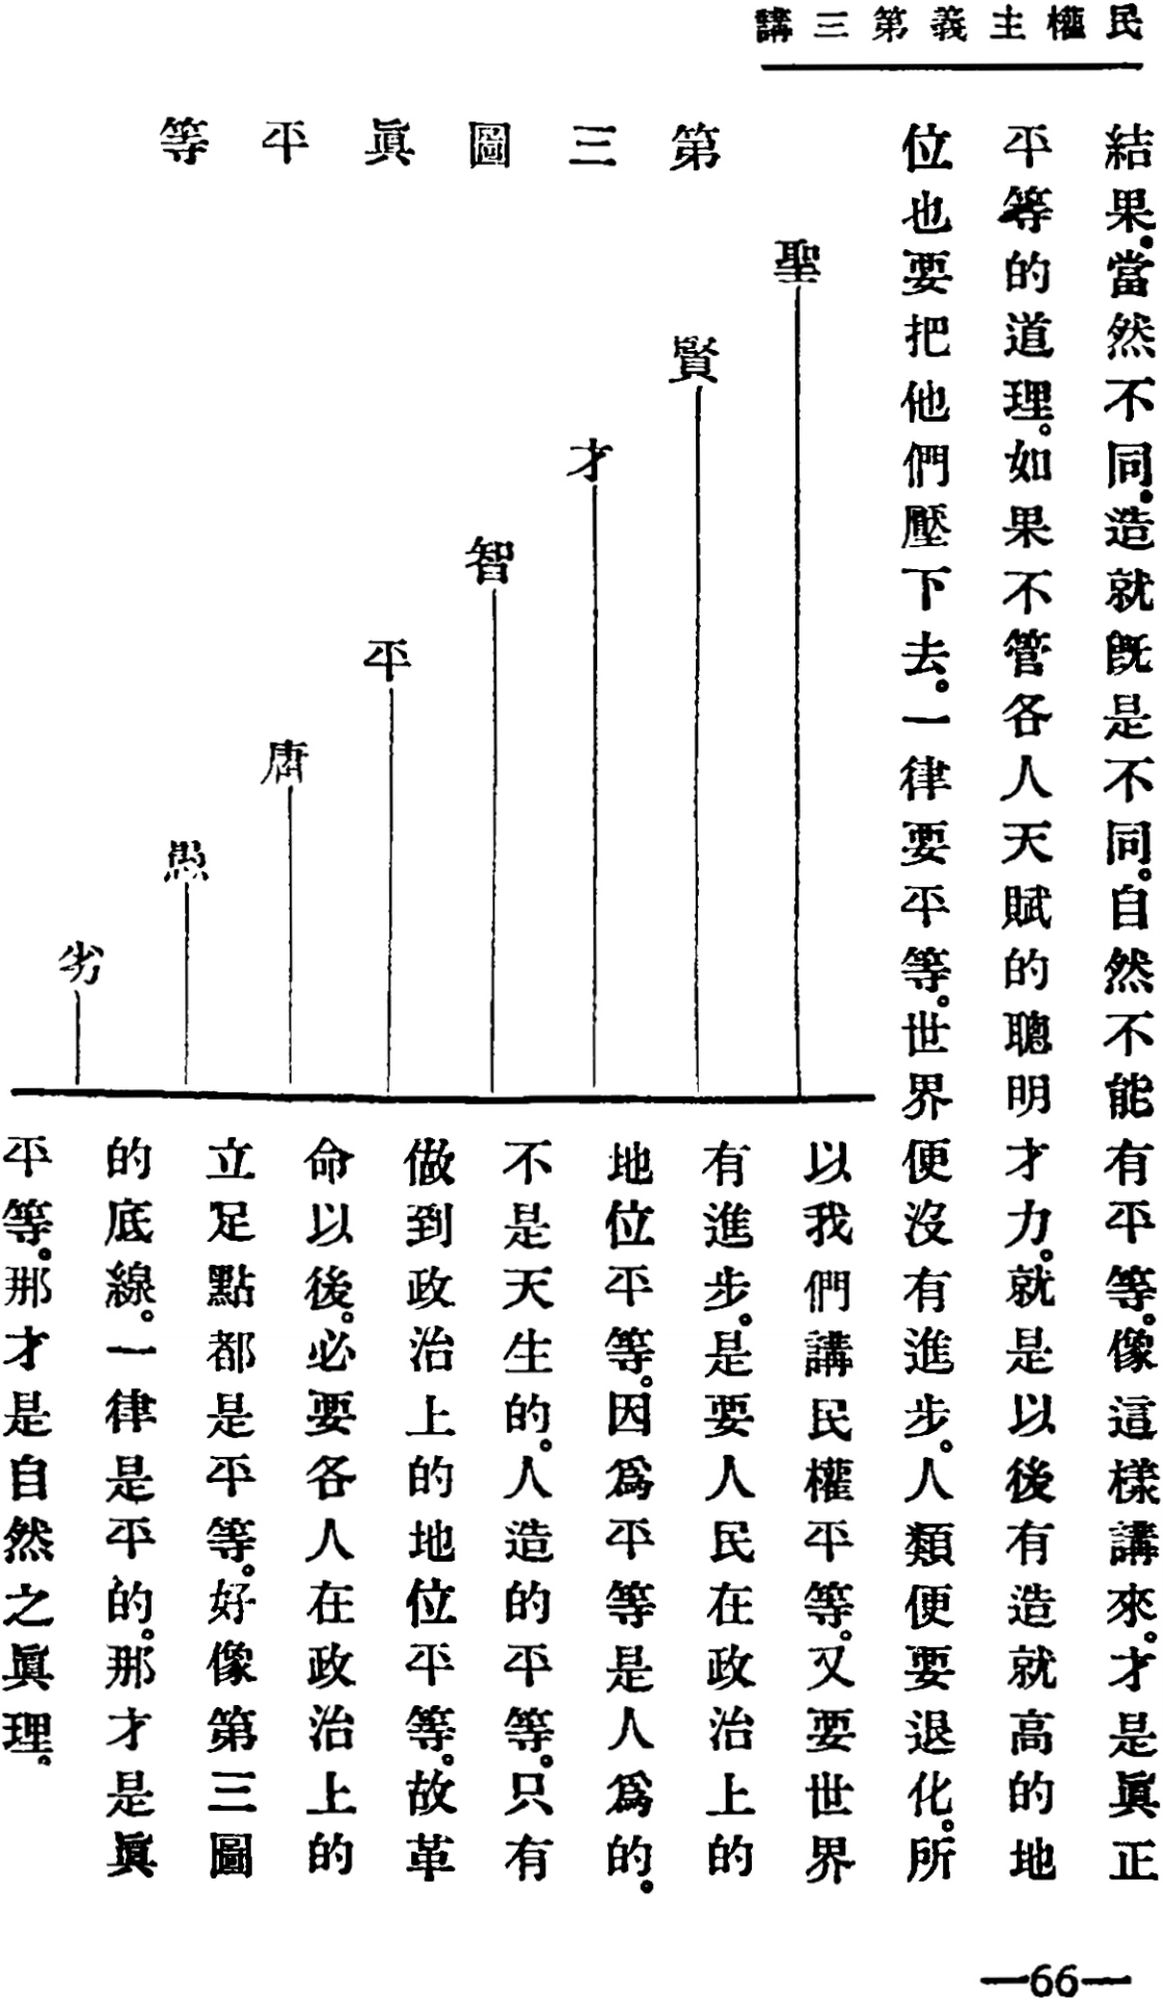 民權主義第三講
結果。當然不同。造就既是不同。自然不能有平等。像這樣講來。才是眞正
平等的道理。如果不管各人天賦的聰明才力。就是以後有造就高的地
位也要把他們壓下去。一律要平等。世界便沒有進步。人類便要退化。所
第三圖眞平等
聖
賢
才
智
平
庸
愚
劣
以我們講民權平等。又要世界
有進步。是要人民在政治上的
地位平等。因爲平等是人爲的。
不是天生的。人造的平等。只有
做到政治上的地位平等。故革
命以後。必要各人在政治上的
立足點都是平等。好像第三圖
的底線。一律是平的。那才是眞
平等。那才是自然之眞理。
—66—